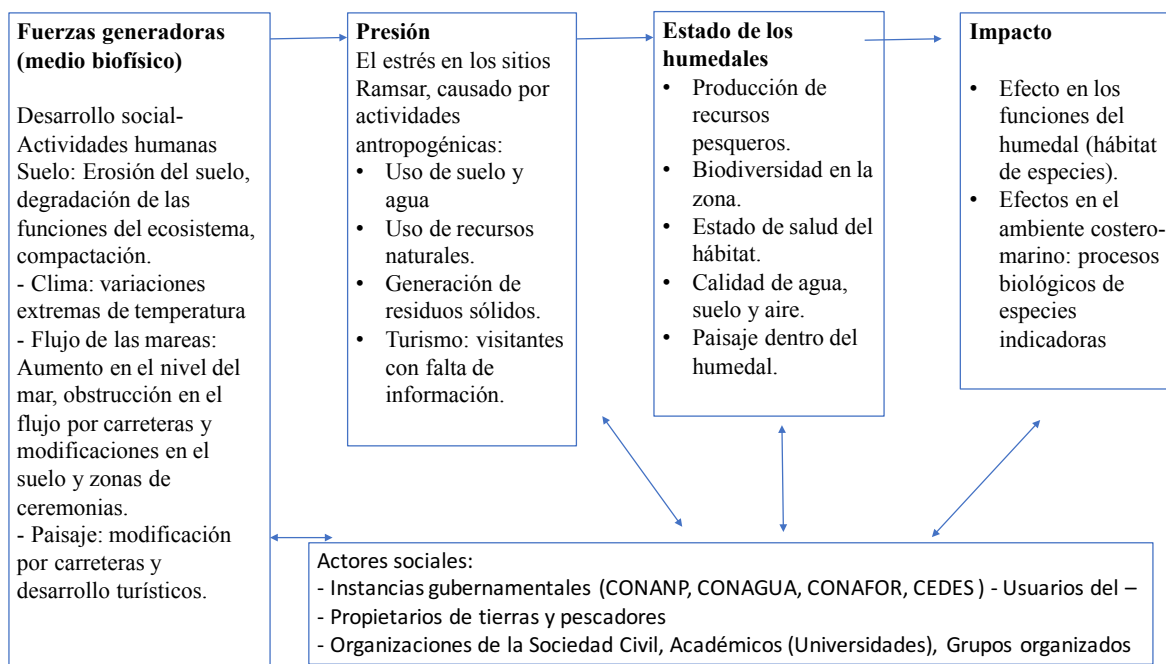 Fuerzas generadoras
(medio biofísico)
Desarrollo social-
Actividades humanas
Suelo: Erosión del suelo,
degradación de las
funciones del ecosistema,
compactación.
- Clima: variaciones
extremas de temperatura
- Flujo de las mareas:
Aumento en el nivel del
mar, obstrucción en el
flujo por carreteras y
modificaciones en el
suelo y zonas de
ceremonias.
- Paisaje: modificación
por carreteras y
desarrollo turísticos.
Presión
El estrés en los sitios
Ramsar, causado por
actividades
antropogénicas:
• Uso de suelo y
agua
• Uso de recursos
naturales.
• Generación de
residuos sólidos.
• Turismo: visitantes
con falta de
información.
Estado de los
humedales
• Producción de
recursos
pesqueros.
• Biodiversidad en la
zona.
• Estado de salud del
hábitat.
• Calidad de agua,
suelo y aire.
• Paisaje dentro del
humedal.
Impacto
• Efecto en los
funciones del
humedal (hábitat
de especies).
• Efectos en el
ambiente costero-
marino: procesos
biológicos de
especies
indicadoras
Actores sociales:
- Instancias gubernamentales (CONANP, CONAGUA, CONAFOR, CEDES ) - Usuarios del –
- Propietarios de tierras y pescadores
- Organizaciones de la Sociedad Civil, Académicos (Universidades), Grupos organizados